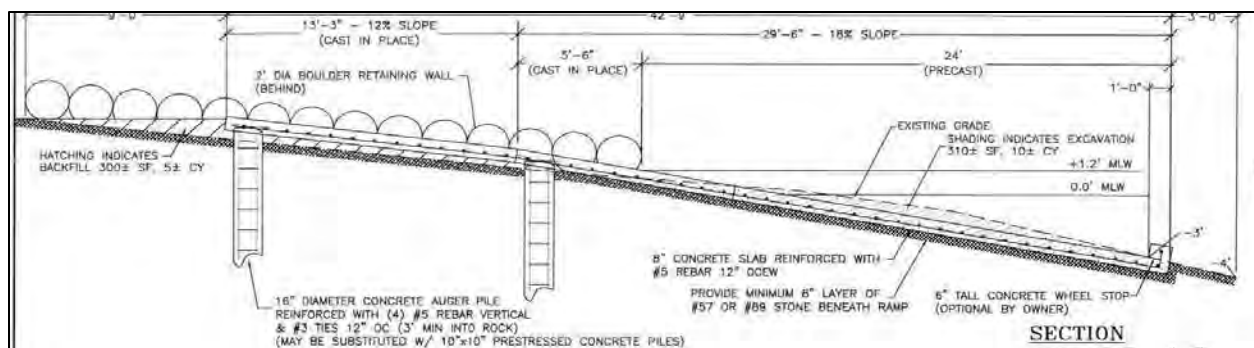 42'-9"
3'-0"
13'-3" – 12% SLOPE
(CAST IN PLACE)
29'-6" – 18% SLOPE
5'-6"
(CAST IN PLACE)
24'
(PRECAST)
2' DIA BOULDER RETAINING WALL
(BEHIND)
1'-0"
EXISTING GRADE
SHADING INDICATES EXCAVATION
310± SF, 10± CY
HATCHING INDICATES
BACKFILL 300± SF, 5± CY
+1.2' MLW
0.0' MLW
-3'
-4'
8" CONCRETE SLAB REINFORCED WITH
#5 REBAR 12" OCEW
PROVIDE MINIMUM 6" LAYER OF
#57 OR #89 STONE BENEATH RAMP
6" TALL CONCRETE WHEEL STOP
(OPTIONAL BY OWNER)
16" DIAMETER CONCRETE AUGER PILE
REINFORCED WITH (4) #5 REBAR VERTICAL
& #3 TIES 12" OC (3' MIN INTO ROCK)
(MAY BE SUBSTITUTED W/ 10"x10" PRESTRESSED CONCRETE PILES)
SECTION